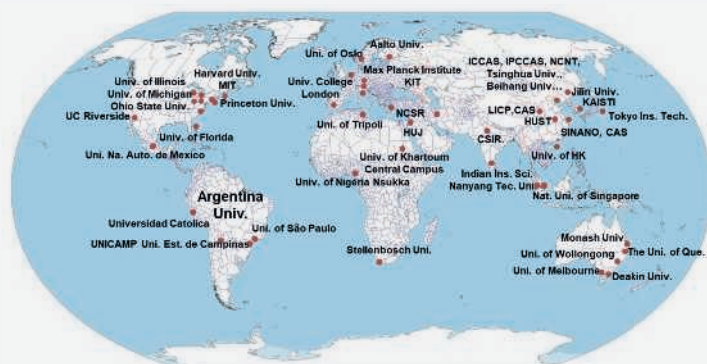 Uni. of Oslo
Aalto Univ.
Harvard Univ.
MIT
Univ. of Illinois
Univ. of Michigan
Ohio State Univ.
Princeton Univ.
UC Riverside
Univ. of Florida
Uni. Na. Auto. de Mexico
Univ. College
London
Max Planck Institute
KIT
ICCAS, IPCCAS, NCNT,
Tsinghua Univ..
Beihang Univ...
Jilin Univ.
KAISTI
Tokyo Ins. Tech.
LICP,CAS
HUST
SINANO, CAS
NCSR
HUJ
Uni. of Tripoli
CSIR.
Univ. of HK
Univ. of Khartoum
Central Campus
Univ. of Nigeria Nsukka
Indian Ins. Sci.
Nanyang Tec. Uni
Nat. Uni. of Singapore
Argentina
Univ.
Universidad Catolica
Uni. of São Paulo
UNICAMP Uni. Est. de Campinas
Stellenbosch Uni.
Monash Univ
Uni. of Wollongong
The Uni. of Que.
Uni. of Melbourne
Deakin Univ.